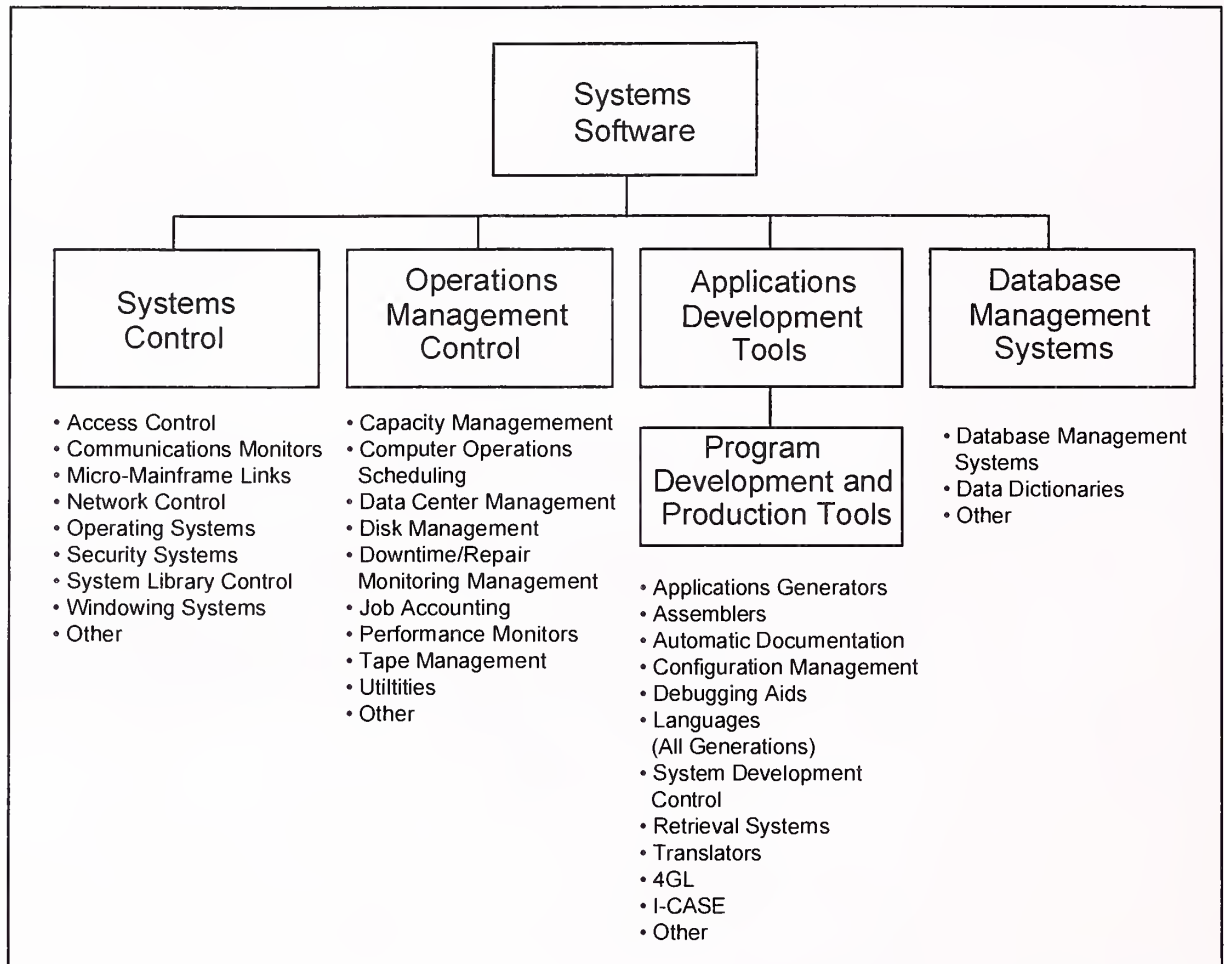 Systems
Software
Systems
Control
Operations
Management
Control
Applications
Development
Tools
Database
Management
Systems
• Access Control
• Communications Monitors
• Micro-Mainframe Links
• Network Control
• Operating Systems
• Security Systems
• System Library Control
• Windowing Systems
• Other
• Capacity Managemement
• Computer Operations
Scheduling
• Data Center Management
• Disk Management
• Downtime/Repair
Monitoring Management
• Job Accounting
• Performance Monitors
• Tape Management
• Utiltities
• Other
Program
Development and
Production Tools
• Applications Generators
• Assemblers
• Automatic Documentation
• Configuration Management
• Debugging Aids
• Languages
(All Generations)
• System Development
Control
• Retrieval Systems
• Translators
• 4GL
• I-CASE
• Other
• Database Management
Systems
• Data Dictionaries
• Other